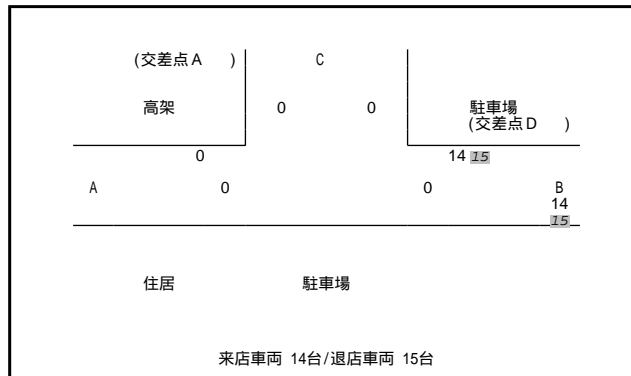 (交差点A　)　C
高架　0　0　駐車場
(交差点D　)
0　14 15
A　0　0　B
14
15
住居　駐車場
来店車両 14台/退店車両 15台